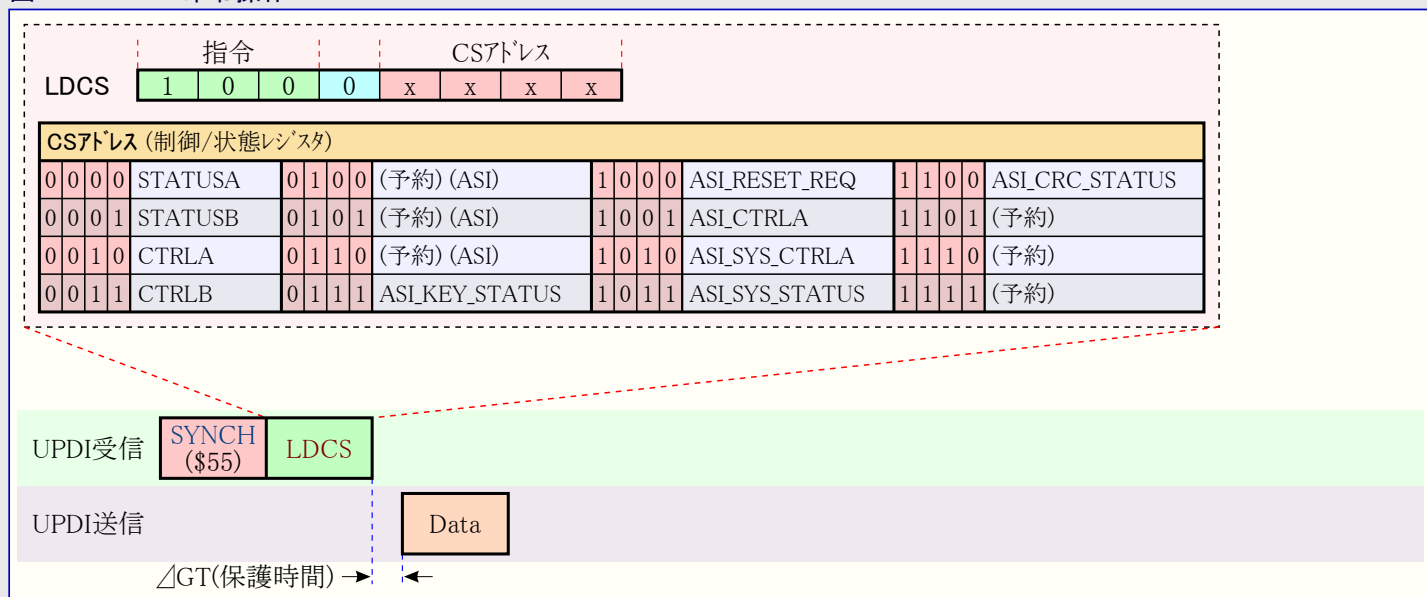 指令 CSアドレス
LDCS 1 0 0 0 x x x x
CSアドレス (制御/状態レジスタ)
0 0 0 0 STATUSA 0 1 0 0 (予約) (ASI) 1 0 0 0 ASI_RESET_REQ 1 1 0 0 ASI_CRC_STATUS
0 0 0 1 STATUSB 0 1 0 1 (予約) (ASI) 1 0 0 1 ASI_CTRLA 1 1 0 1 (予約)
0 0 1 0 CTRLA 0 1 1 0 (予約) (ASI) 1 0 1 0 ASI_SYS_CTRLA 1 1 1 0 (予約)
0 0 1 1 CTRLB 0 1 1 1 ASI_KEY_STATUS 1 0 1 1 ASI_SYS_STATUS 1 1 1 1 (予約)
UPDI受信 SYNCH ($55) LDCS
UPDI送信 Data
⊿GT(保護時間)